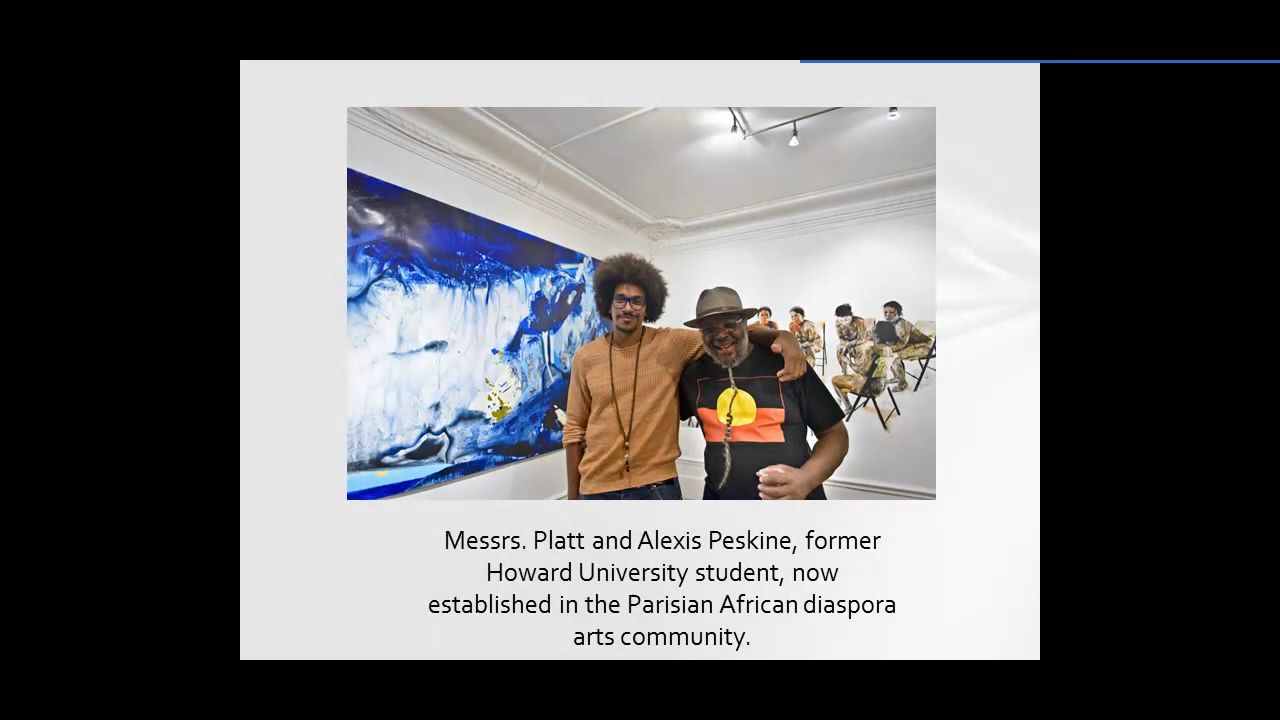 Messrs. Platt and Alexis Peskine, former
Howard University student, now
established in the Parisian African diaspora
arts community.